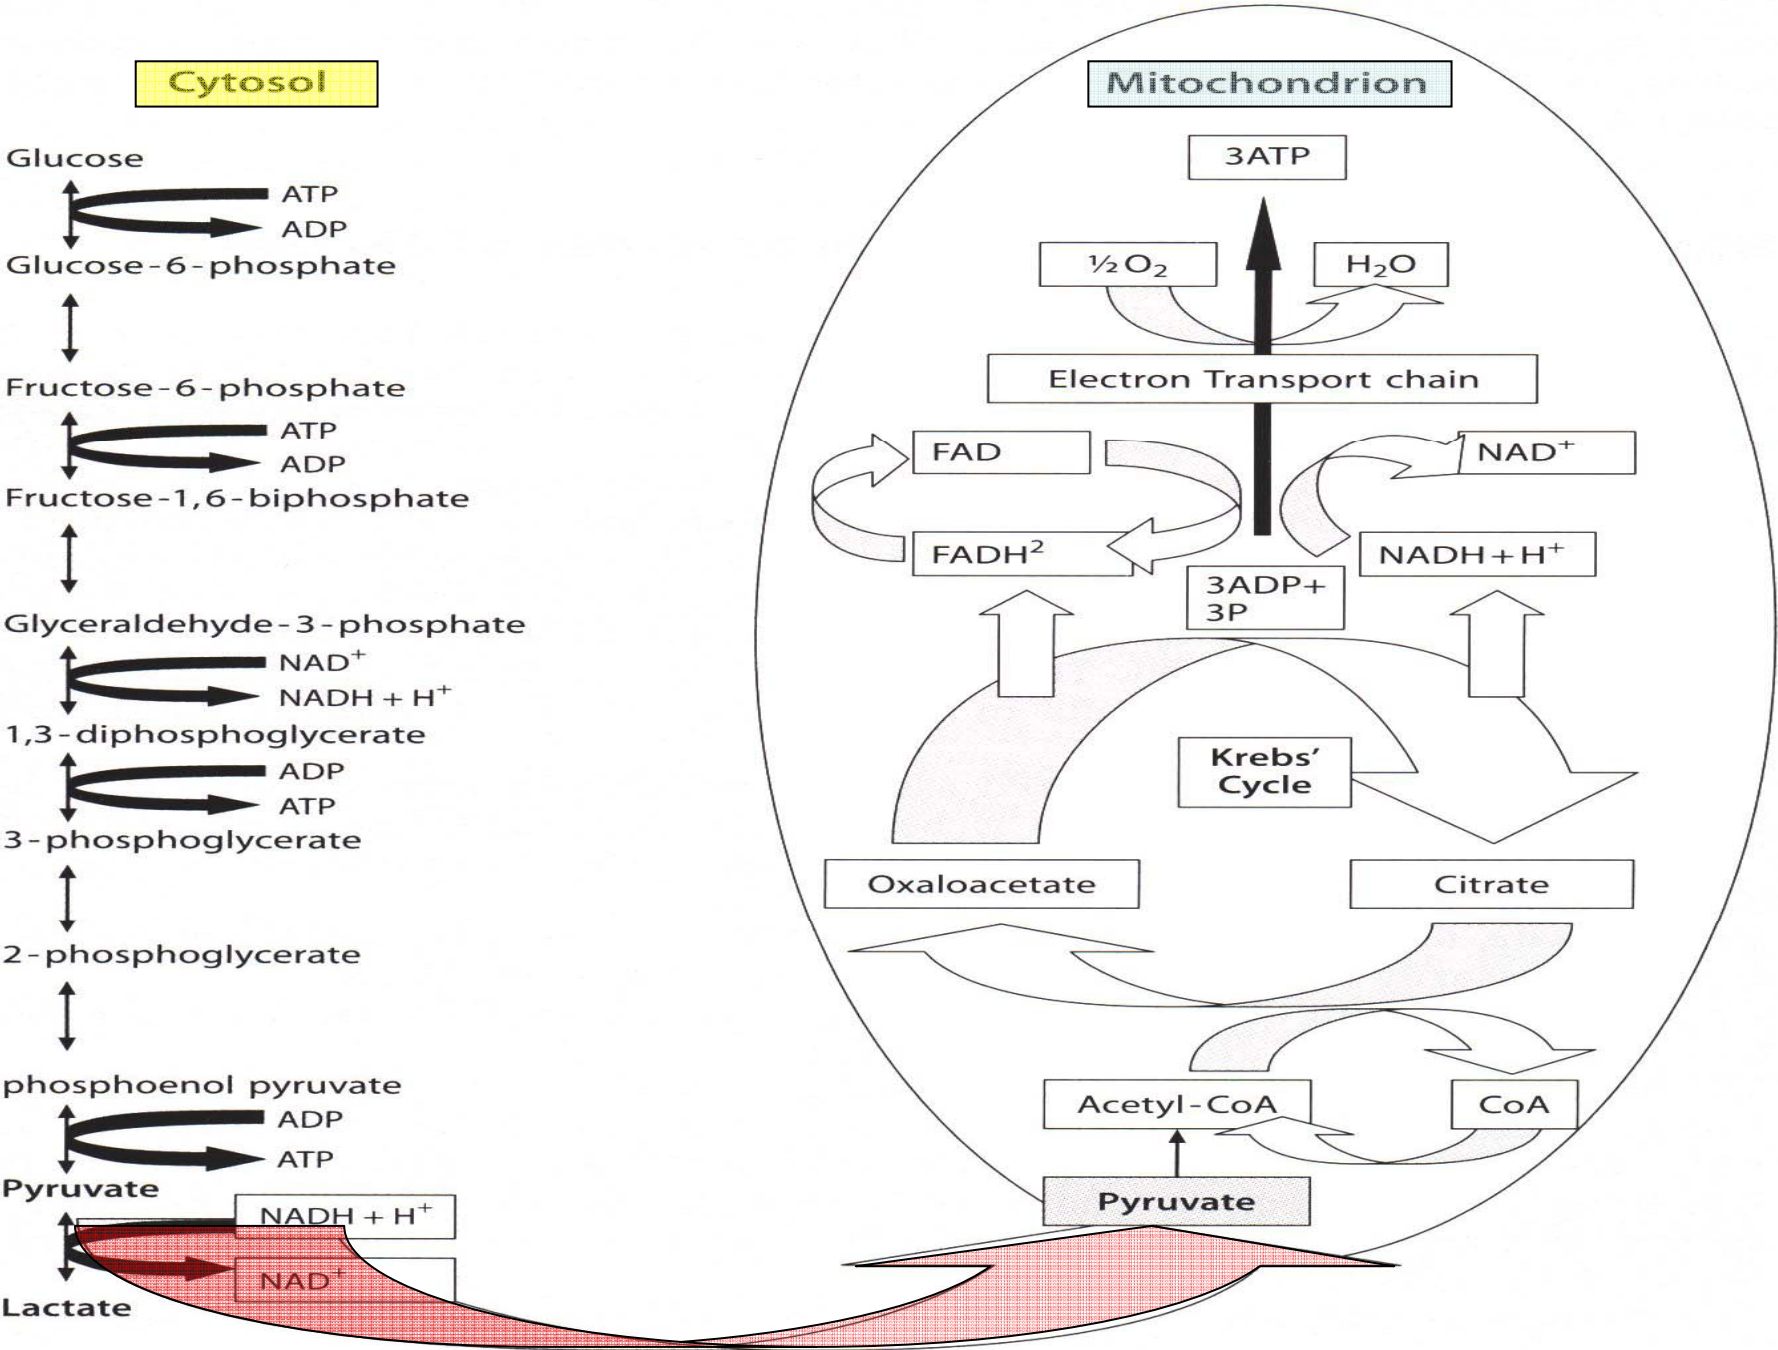 Cytosol
Glucose
ATP
ADP
Glucose-6-phosphate
Fructose-6-phosphate
ATP
ADP
Fructose-1,6-biphosphate
Glyceraldehyde-3-phosphate
NAD⁺
NADH + H⁺
1,3-diphosphoglycerate
ADP
ATP
3-phosphoglycerate
2-phosphoglycerate
phosphoenol pyruvate
ADP
ATP
Pyruvate
NADH + H⁺
NAD⁺
Lactate
Mitochondrion
3ATP
½O₂
H₂O
Electron Transport chain
FAD
NAD⁺
FADH²
NADH + H⁺
3ADP+
3P
Krebs’
Cycle
Oxaloacetate
Citrate
Acetyl-CoA
CoA
Pyruvate